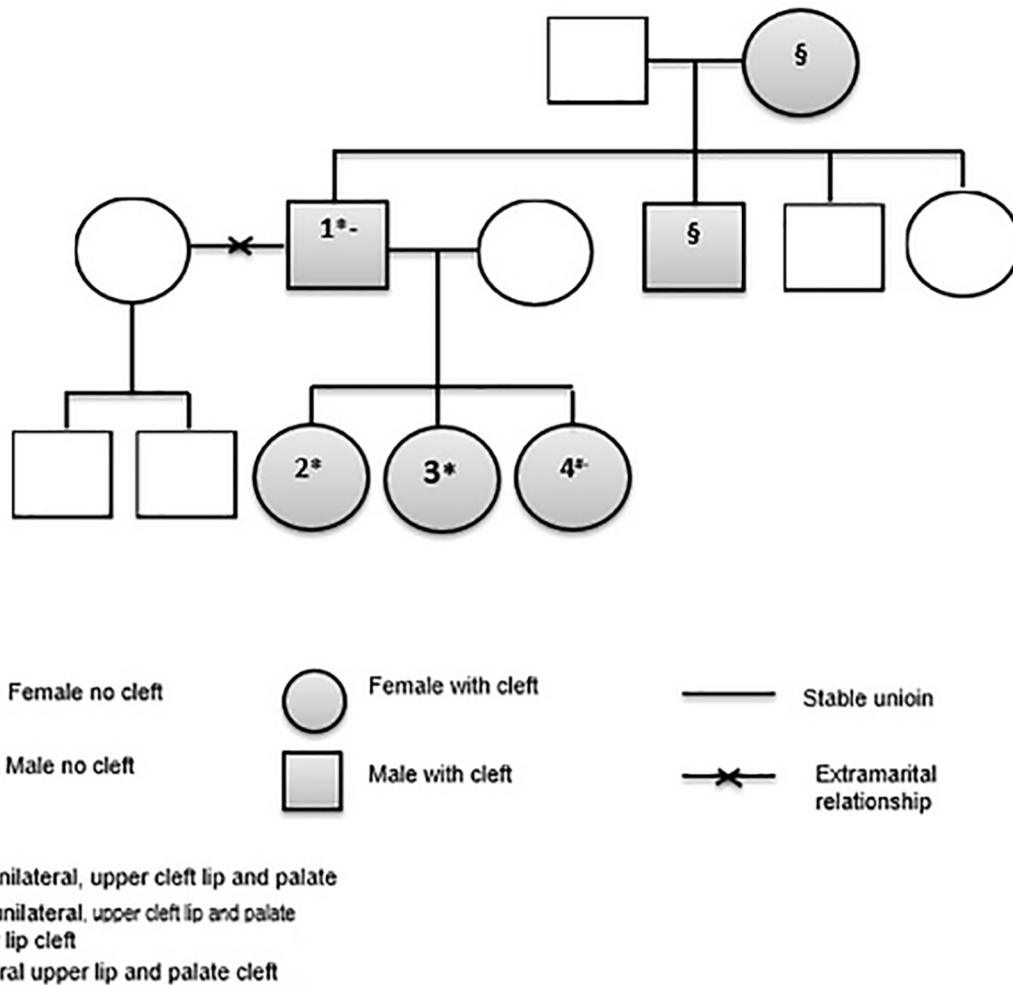 §
1*-
§
2*
3*
4*-
Female no cleft
Female with cleft
Stable unioin
Male no cleft
Male with cleft
Extramarital
relationship
nilateral, upper cleft lip and palate
unilateral, upper cleft lip and palate
lip cleft
ral upper lip and palate cleft